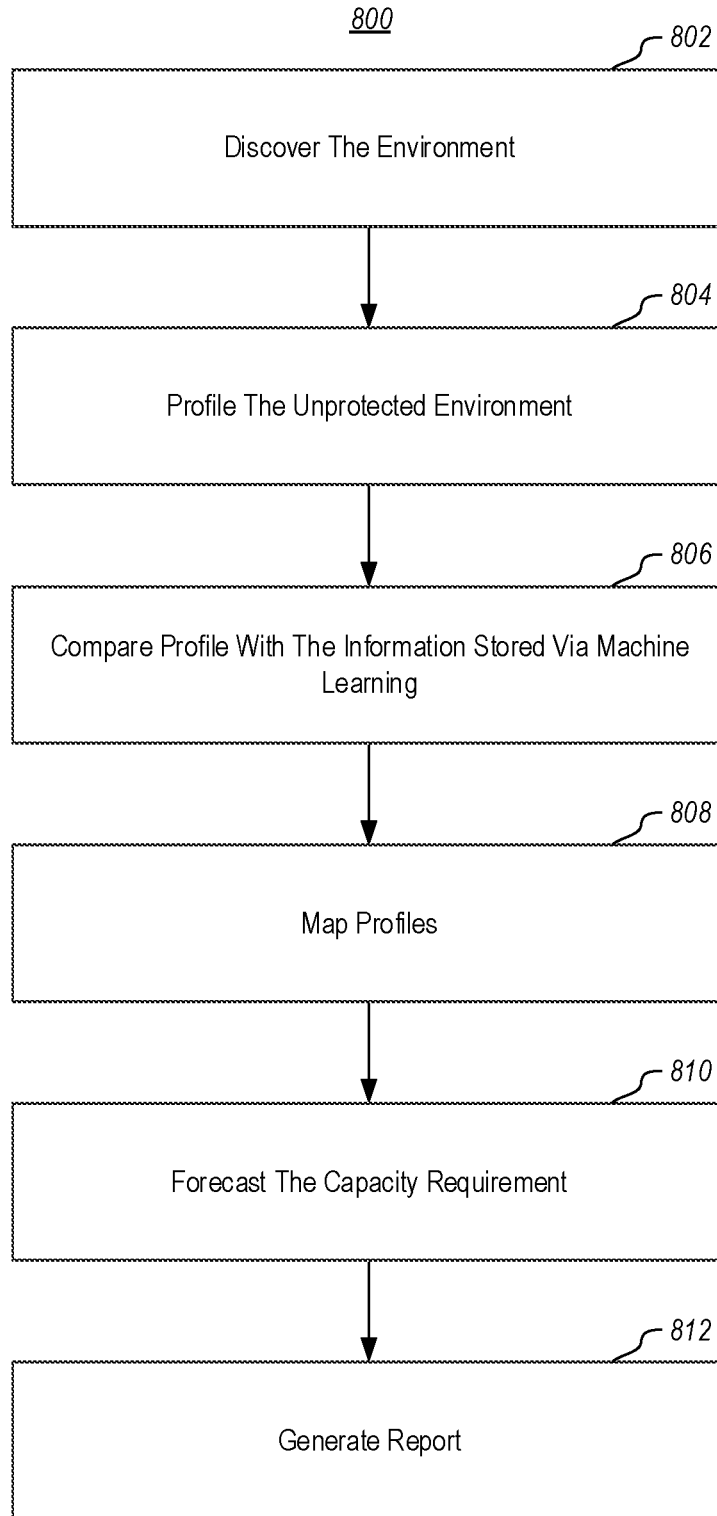 800
802
Discover The Environment
804
Profile The Unprotected Environment
806
Compare Profile With The Information Stored Via Machine
Learning
808
Map Profiles
810
Forecast The Capacity Requirement
812
Generate Report